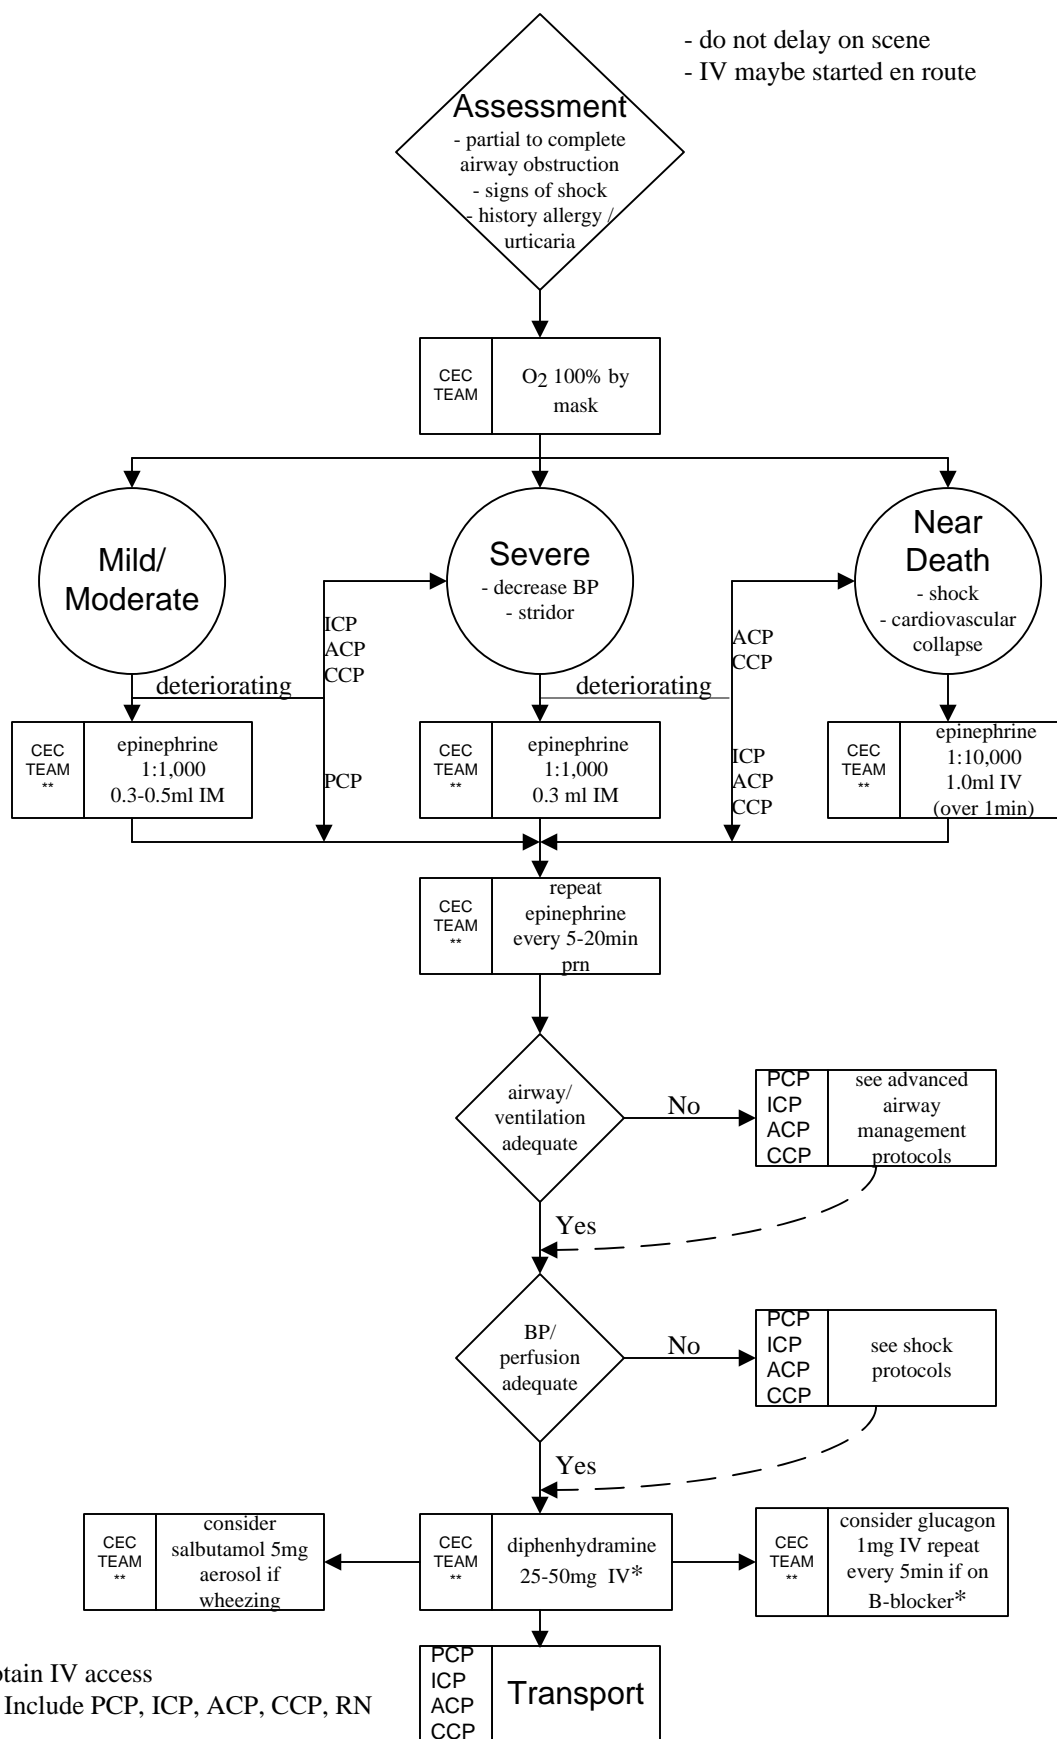 - do not delay on scene
- IV maybe started en route
Assessment
- partial to complete
airway obstruction
- signs of shock
- history allergy /
urticaria
CEC
TEAM
O2 100% by
mask
Mild/
Moderate
Severe
- decrease BP
- stridor
Near
Death
- shock
- cardiovascular
collapse
ICP
ACP
CCP
ACP
CCP
deteriorating
deteriorating
CEC
TEAM
**
epinephrine
1:1,000
0.3-0.5ml IM
PCP
CEC
TEAM
**
epinephrine
1:1,000
0.3 ml IM
ICP
ACP
CCP
CEC
TEAM
**
epinephrine
1:10,000
1.0ml IV
(over 1min)
CEC
TEAM
**
repeat
epinephrine
every 5-20min
prn
airway/
ventilation
adequate
No
PCP
ICP
ACP
CCP
see advanced
airway
management
protocols
Yes
BP/
perfusion
adequate
No
PCP
ICP
ACP
CCP
see shock
protocols
Yes
CEC
TEAM
**
consider
salbutamol 5mg
aerosol if
wheezing
CEC
TEAM
**
diphenhydramine
25-50mg IV*
CEC
TEAM
**
consider glucagon
1mg IV repeat
every 5min if on
B-blocker*
PCP
ICP
ACP
CCP
Transport
IV access
Include PCP, ICP, ACP, CCP, RN